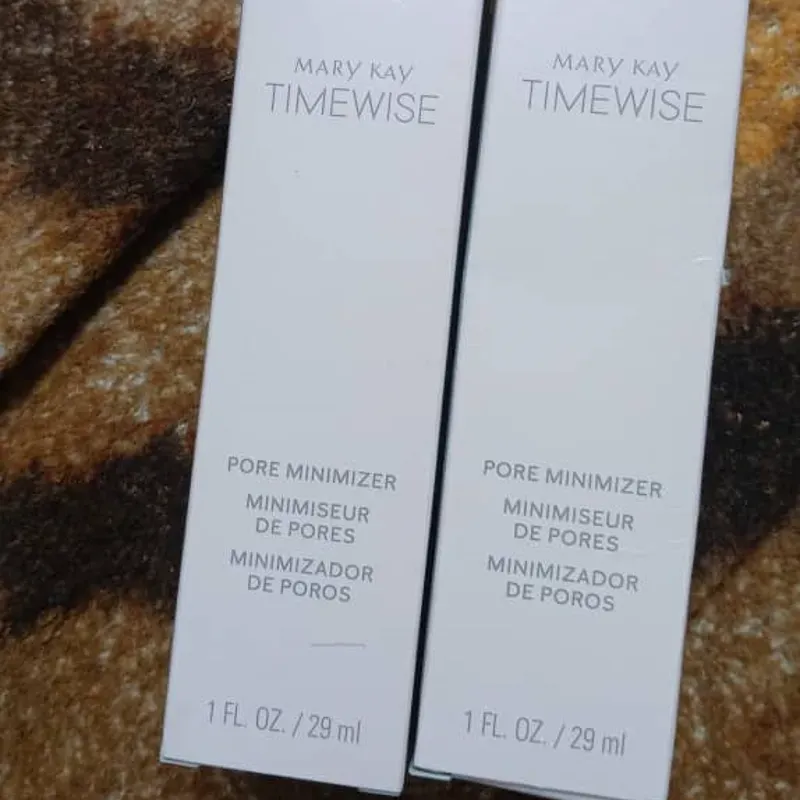 MARY KAY
TIMEWISE
PORE MINIMIZER
MINIMISEUR
DE PORES
MINIMIZADOR
DE POROS
1 FL. OZ. / 29 ml
MARY KAY
TIMEWISE
PORE MINIMIZER
MINIMISEUR
DE PORES
MINIMIZADOR
DE POROS
1 FL. OZ. / 29 ml